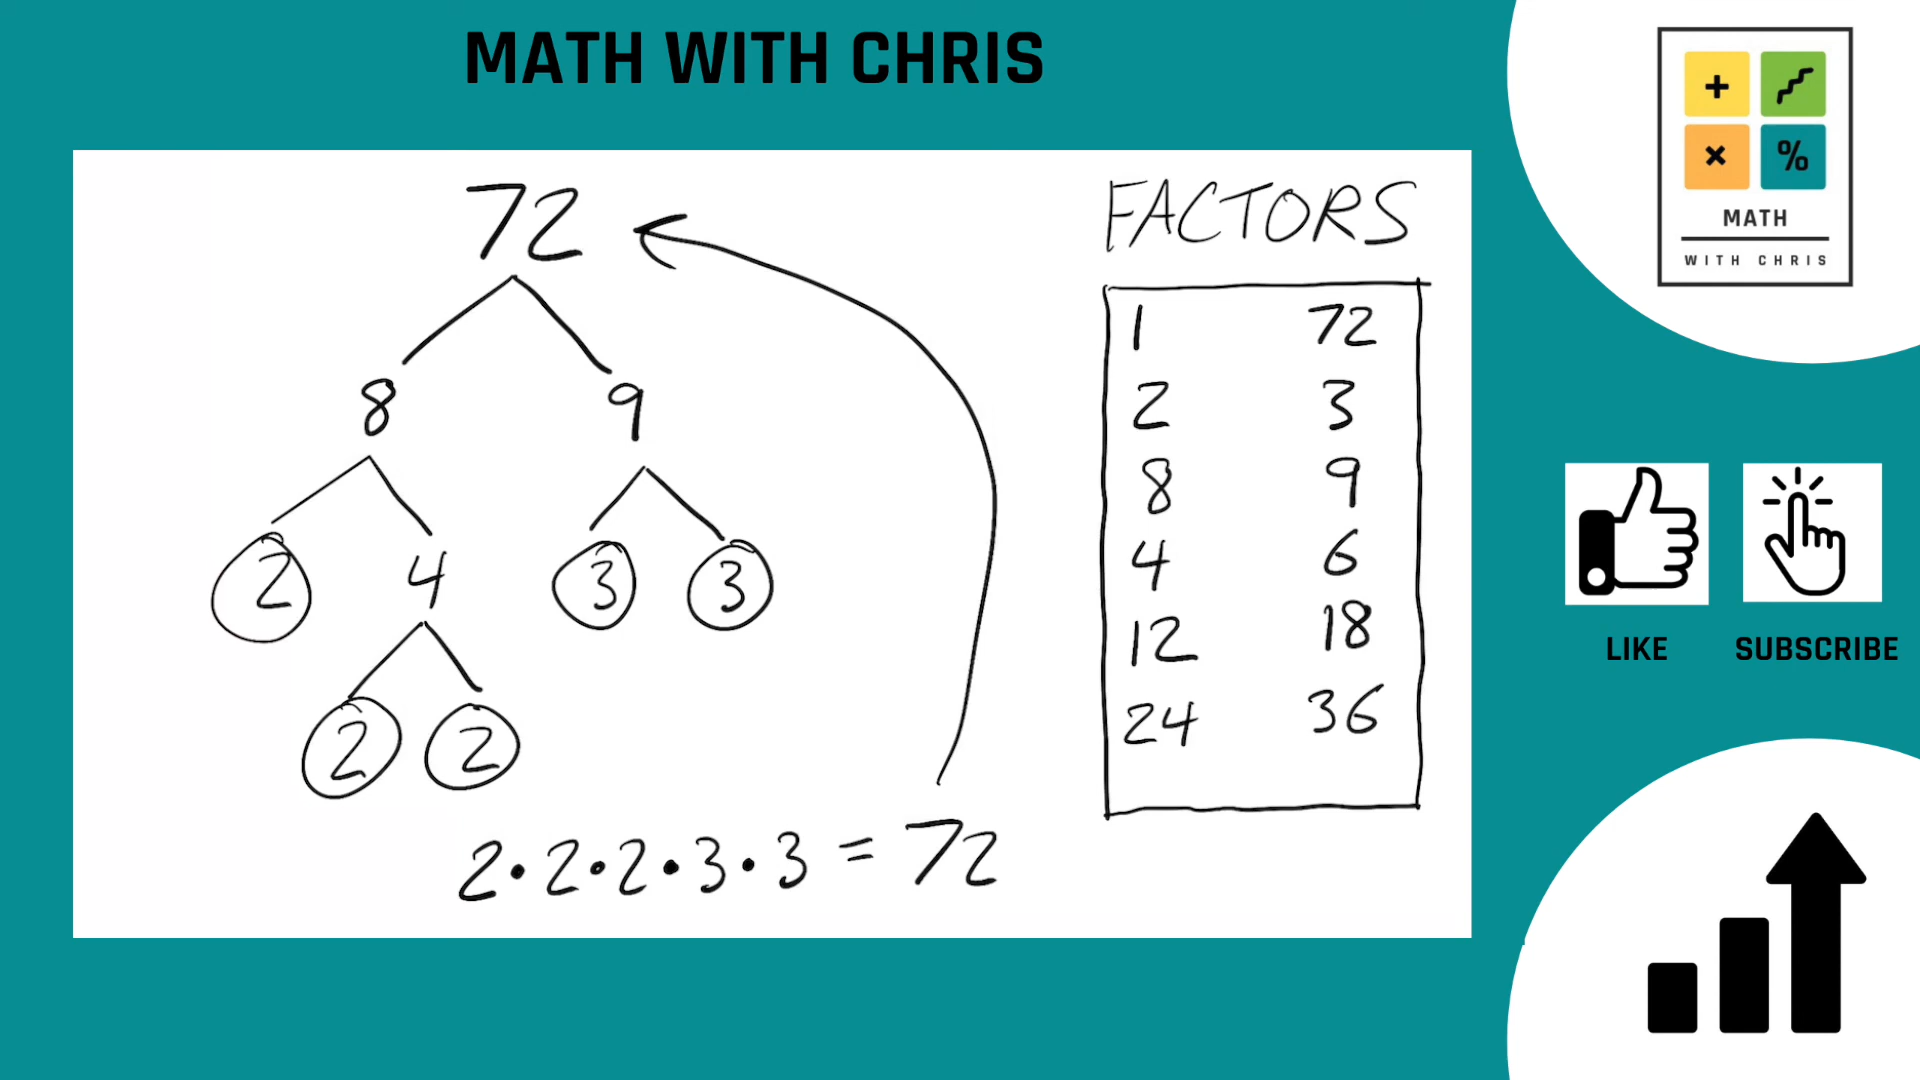 MATH WITH CHRIS
72
8 9
2 4 3 3
2 2
2•2•2•3•3 = 72
FACTORS
1 72
2 3
8 9
4 6
12 18
24 36
+
× %
MATH
WITH CHRIS
LIKE SUBSCRIBE